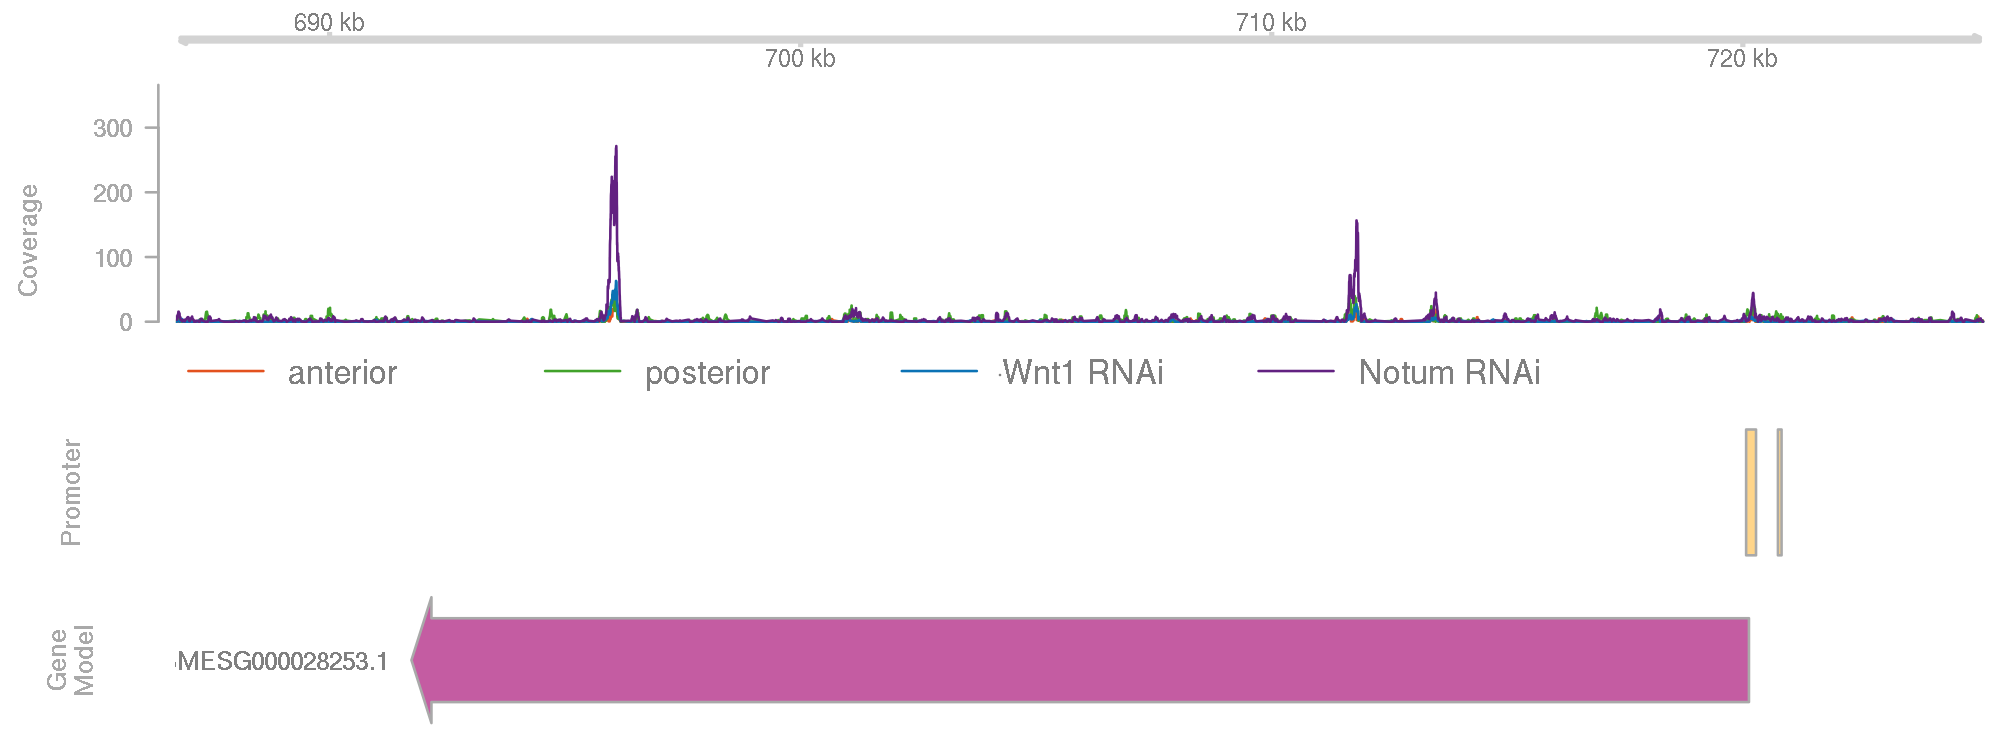 690 kb
710 kb
700 kb
720 kb
Coverage
300
200
100
0
anterior
posterior
Wnt1 RNAi
Notum RNAi
Promoter
Gene
Model
MESG000028253.1